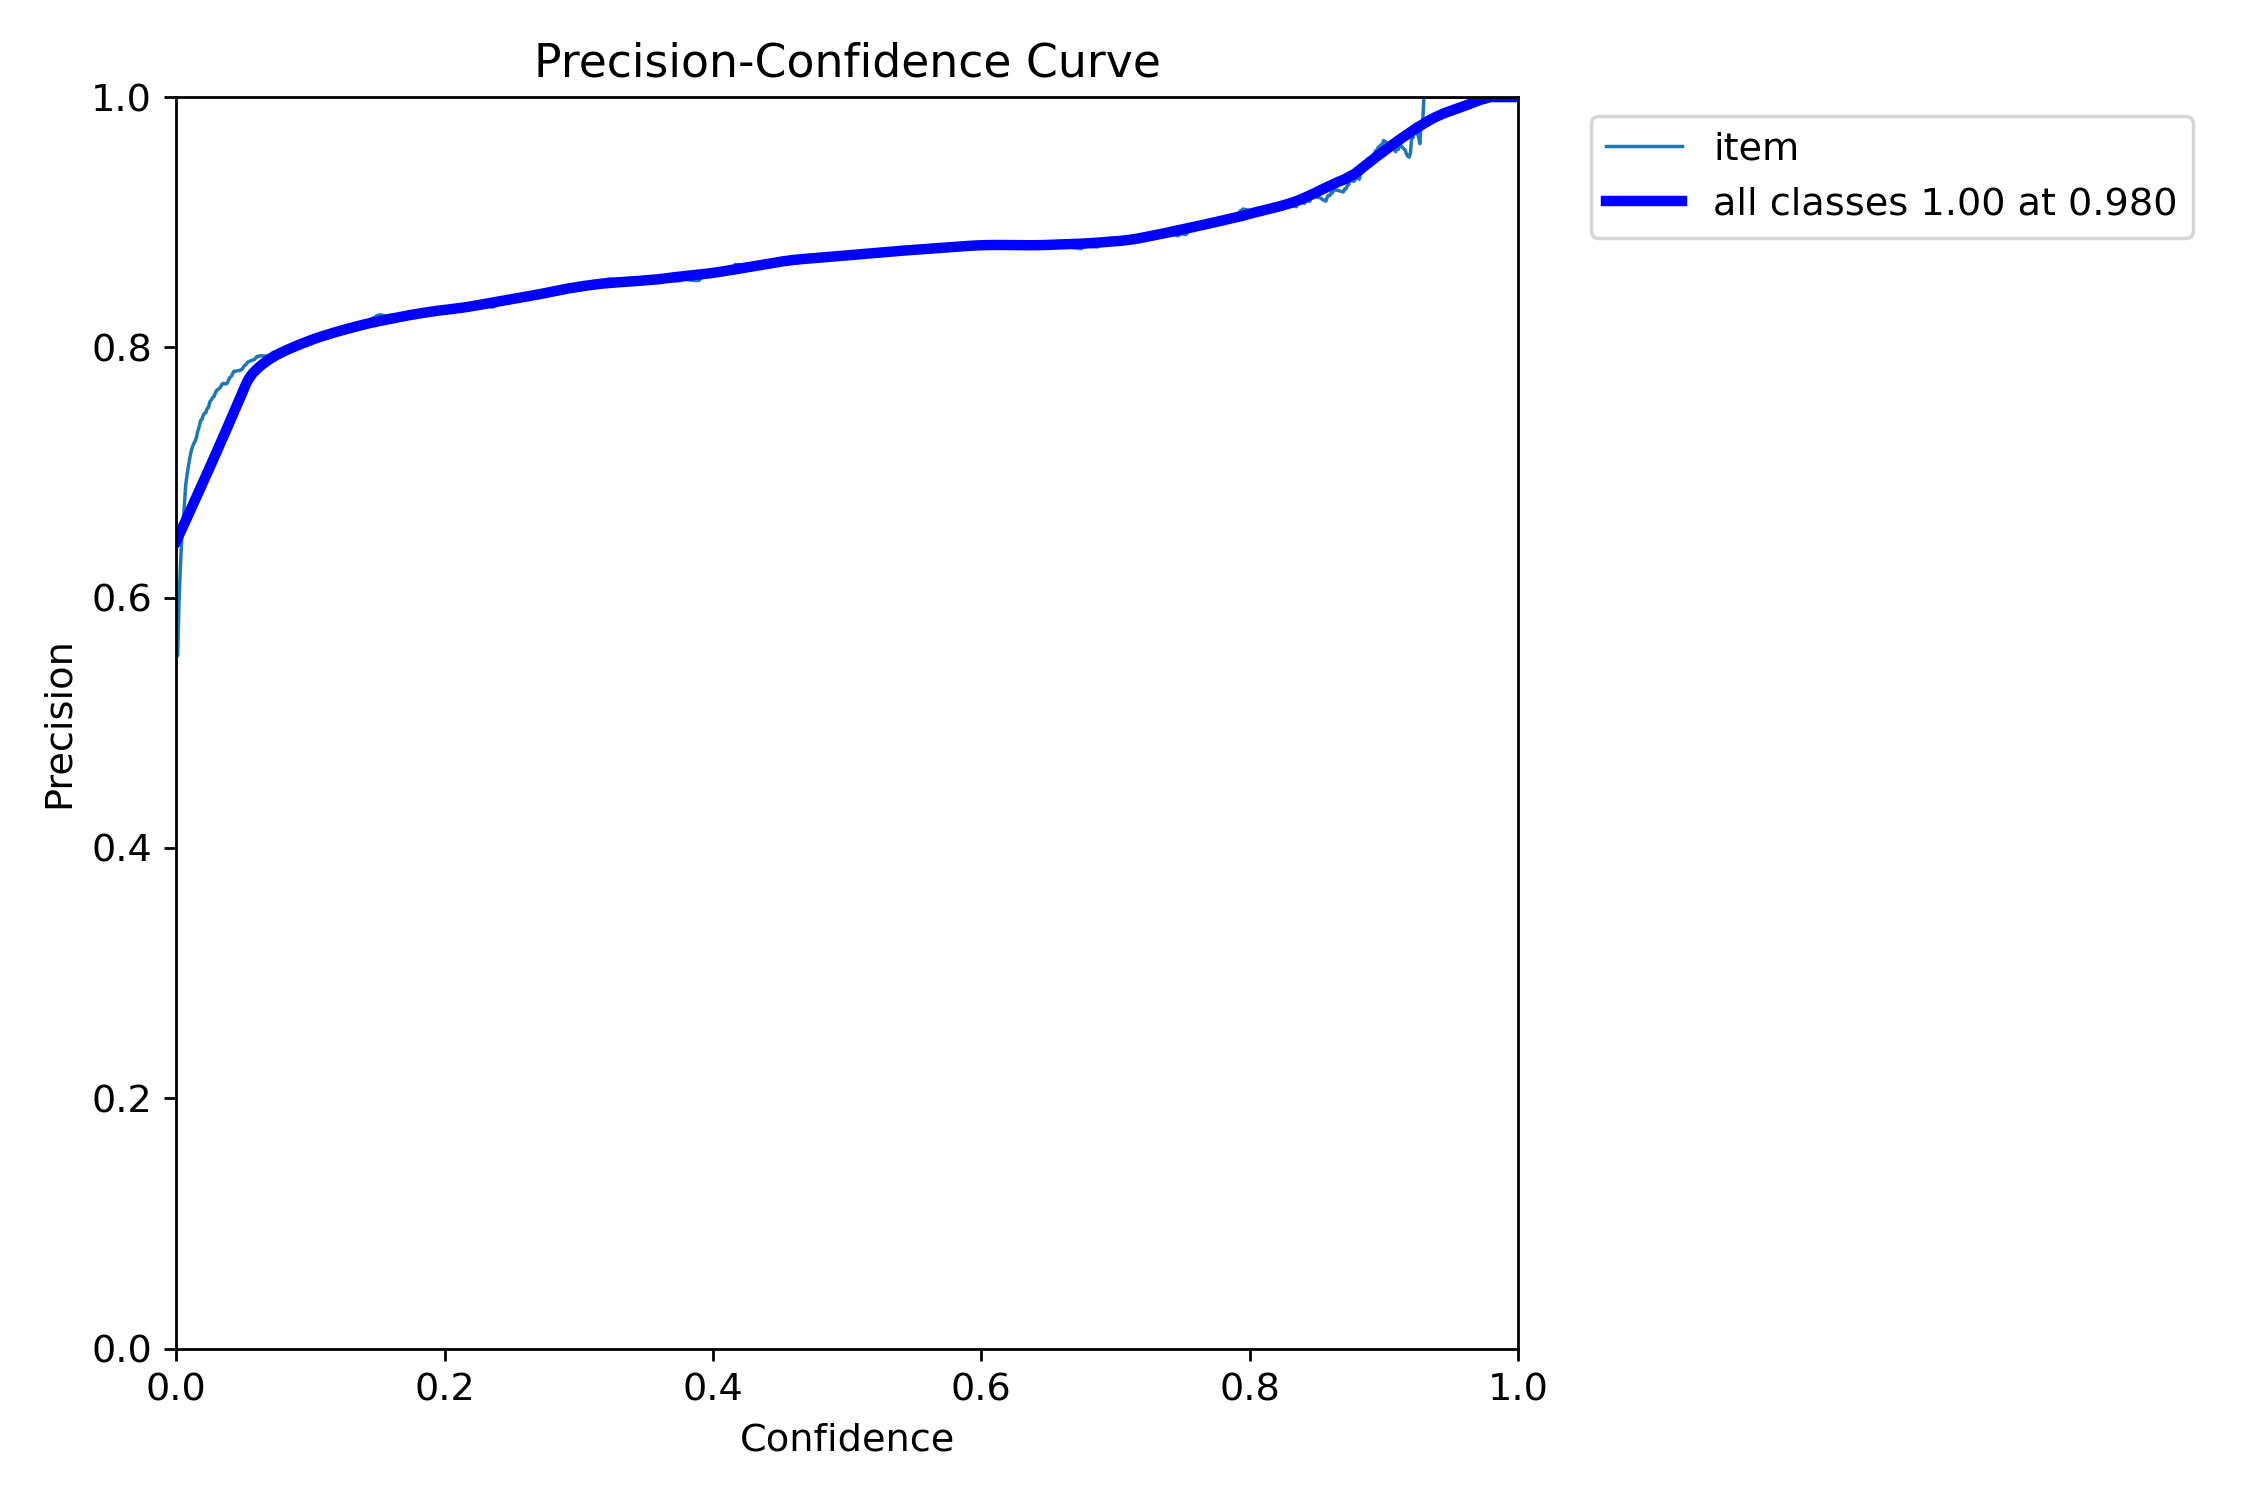 Precision-Confidence Curve
1.0
0.8
0.6
0.4
0.2
0.0
Precision
0.0 0.2 0.4 0.6 0.8 1.0
Confidence
item
all classes 1.00 at 0.980